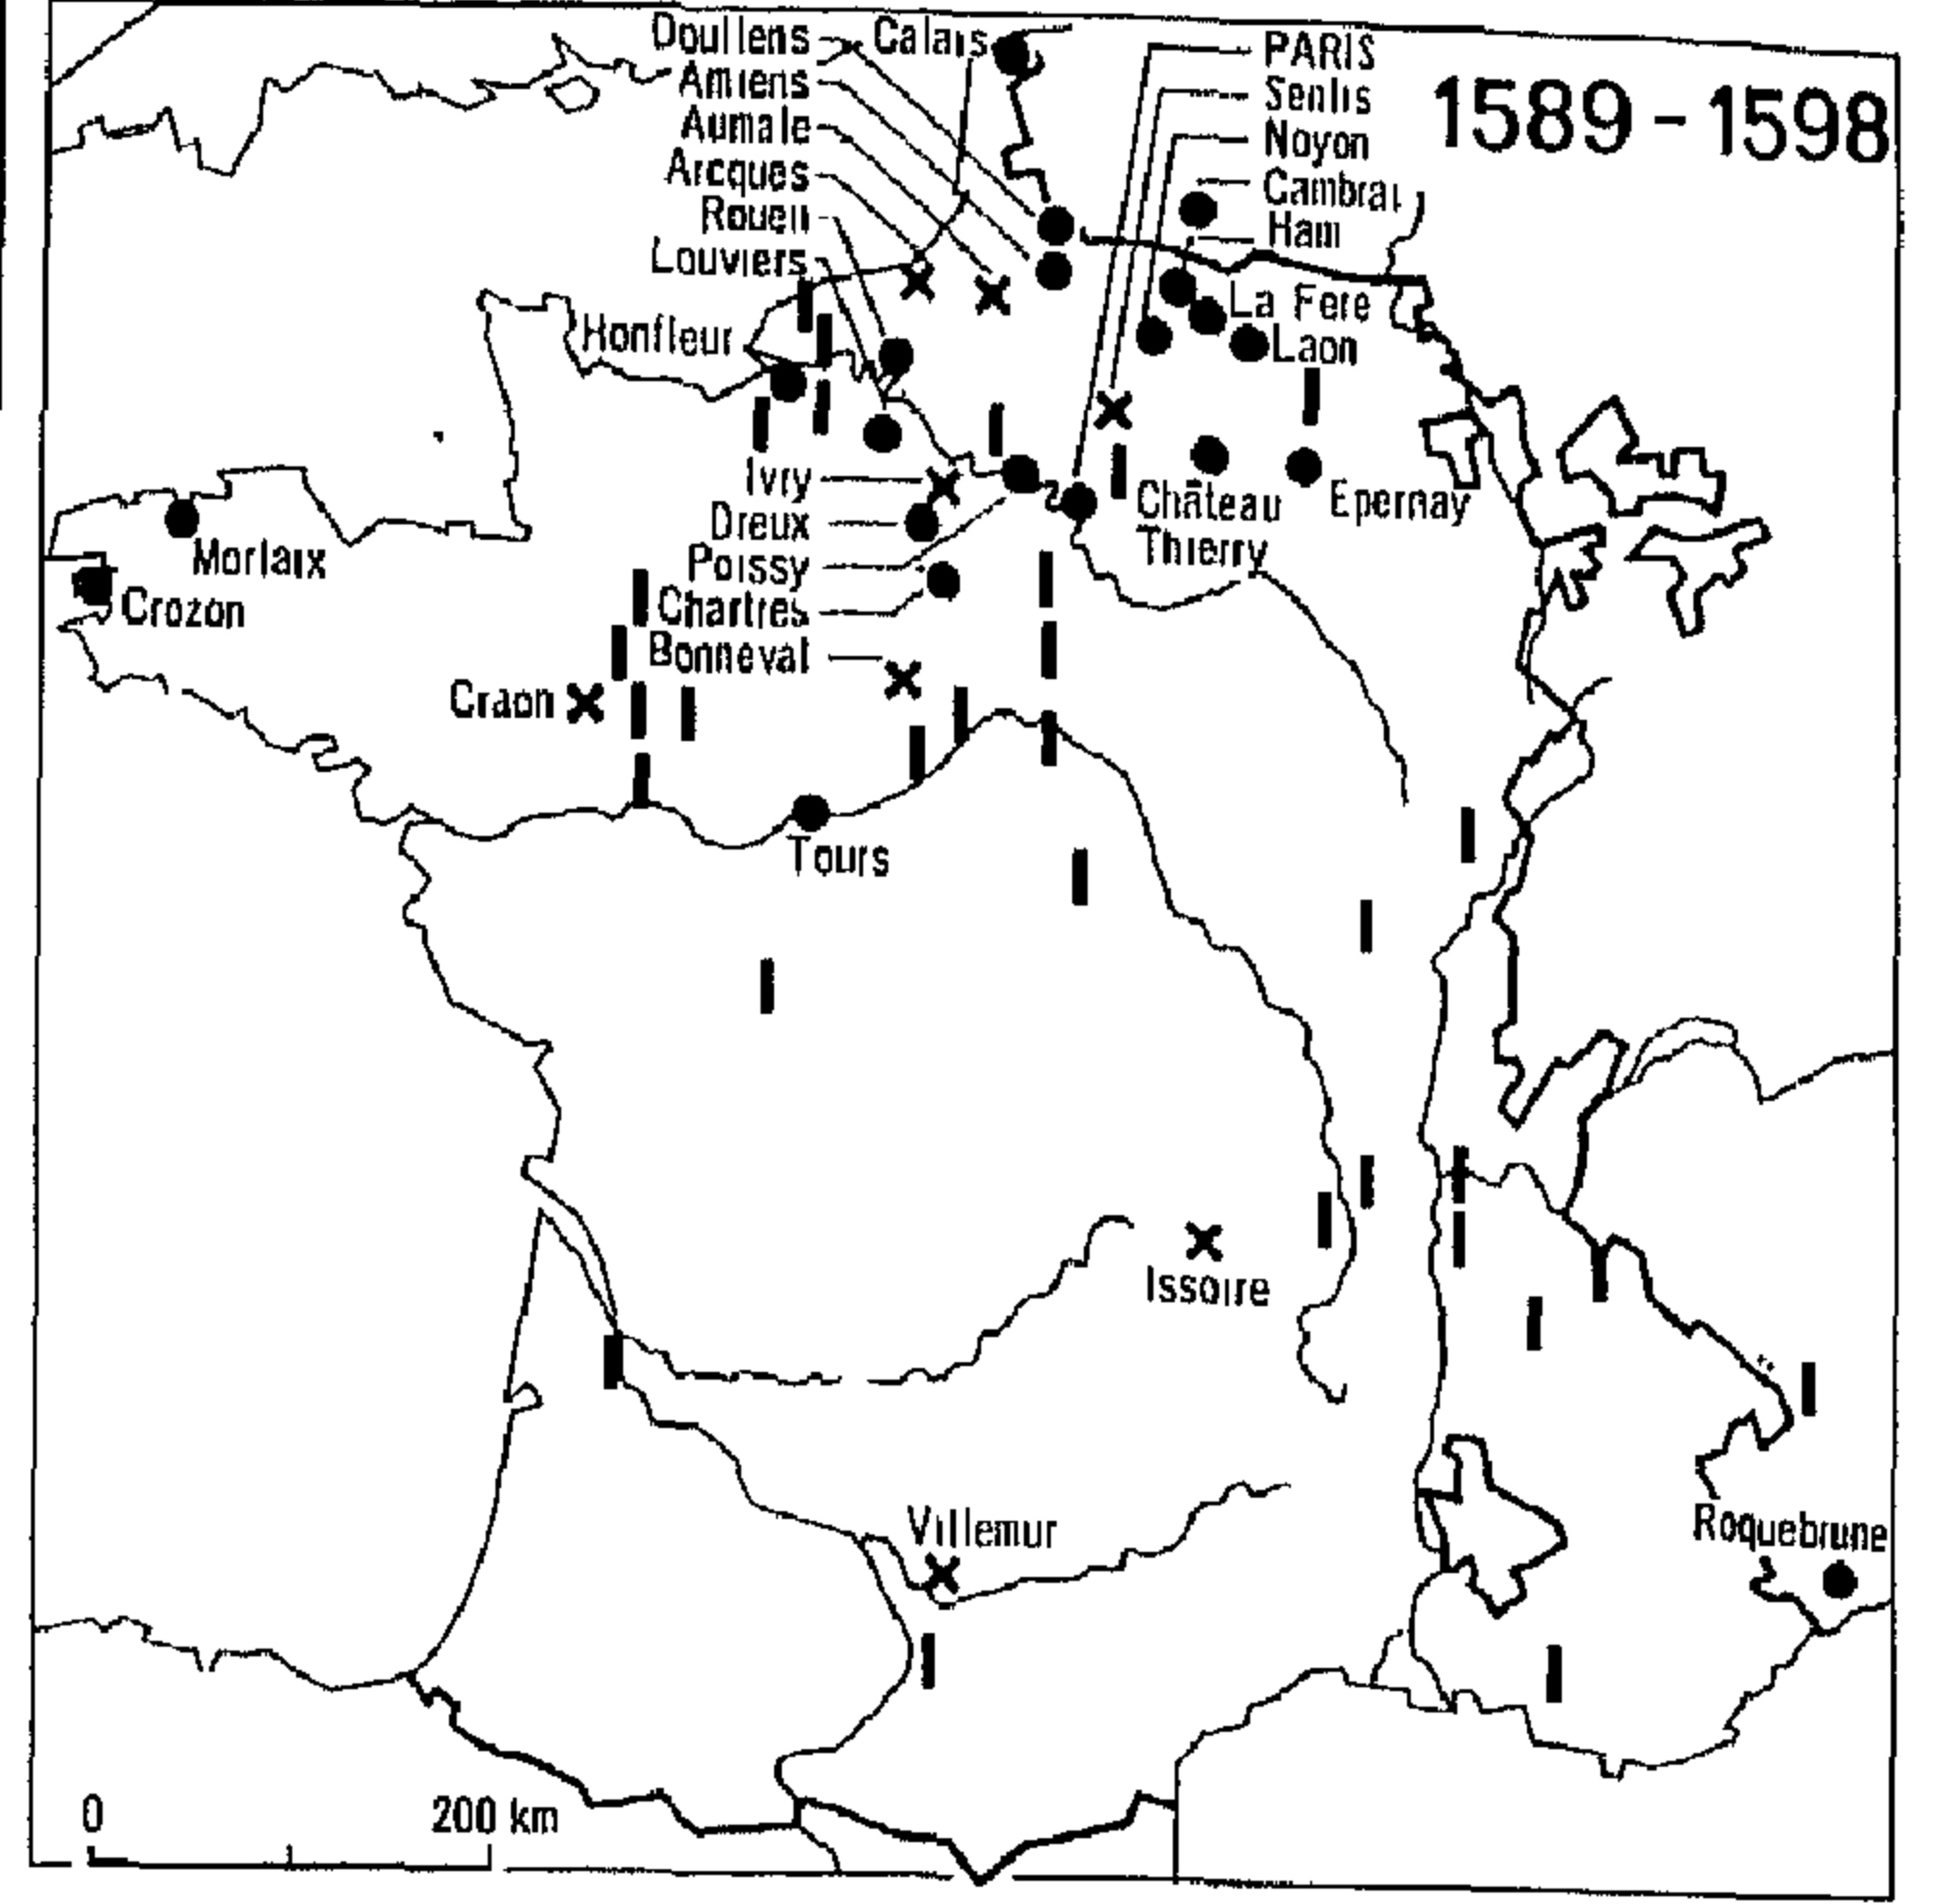 Doullens
Calais
Amiens
Aumale
Arcques
Rouen
Louviers
PARIS
Senlis
Noyon
Cambrai
Ham
1589 - 1598
La Fere
Laon
Honfleur
Ivry
Dreux
Poissy
Chartres
Bonneval
Château
Thierry
Epernay
Morlaix
Crozon
Craon
Tours
Issoire
Villemur
Roquebrune
0
200 km